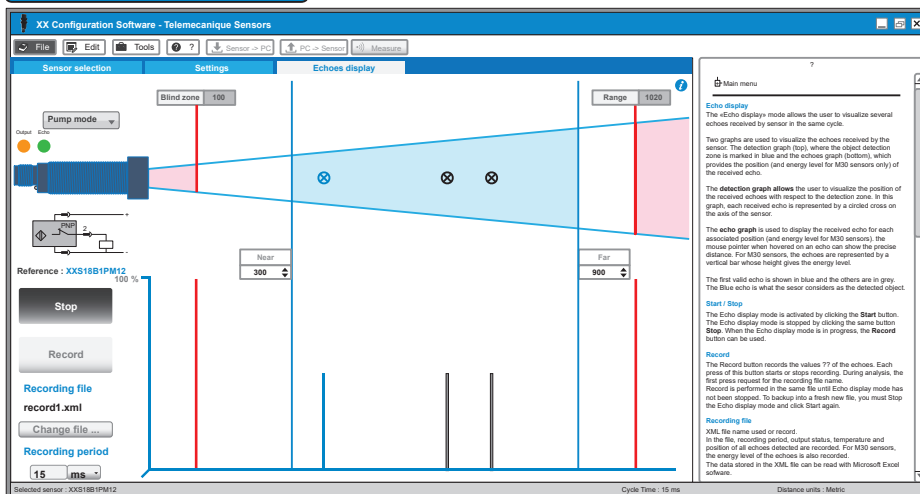 XX Configuration Software - Telemecanique Sensors
File Edit Tools ? ? Sensor -> PC PC -> Sensor Measure
Sensor selection Settings Echoes display
Blind zone 100
Range 1020
i
Pump mode
Output Echo
PNP
+
2
-
Near
300
Far
900
Reference : XXS18B1PM12
100 %
Stop
Record
Recording file
record1.xml
Change file ...
Recording period
15 ms
?
Main menu
Echo display
The «Echo display» mode allows the user to visualize several
echoes received by sensor in the same cycle.
Two graphs are used to visualize the echoes received by the
sensor. The detection graph (top), where the object detection
zone is marked in blue and the echoes graph (bottom), which
provides the position (and energy level for M30 sensors only) of
the received echo.
The detection graph allows the user to visualize the position of
the received echoes with respect to the detection zone. In this
graph, each received echo is represented by a circled cross on
the axis of the sensor.
The echo graph is used to display the received echo for each
associated position (and energy level for M30 sensors). the
mouse pointer when hovered on an echo can show the precise
distance. For M30 sensors, the echoes are represented by a
vertical bar whose height gives the energy level.
The first valid echo is shown in blue and the others are in grey.
The Blue echo is what the sesor considers as the detected object.
Start / Stop
The Echo display mode is activated by clicking the Start button.
The Echo display mode is stopped by clicking the same button
Stop. When the Echo display mode is in progress, the Record
button can be used.
Record
The Record button records the values ?? of the echoes. Each
press of this button starts or stops recording. During analysis, the
first press request for the recording file name.
Record is performed in the same file until Echo display mode has
not been stopped. To backup into a fresh new file, you must Stop
the Echo display mode and click Start again.
Recording file
XML file name used or record.
In the file, recording period, output status, temperature and
position of all echoes detected are recorded. For M30 sensors,
the energy level of the echoes is also recorded.
The data stored in the XML file can be read with Microsoft Excel
sofware.
Selected sensor : XXS18B1PM12 Cycle Time : 15 ms Distance units : Metric